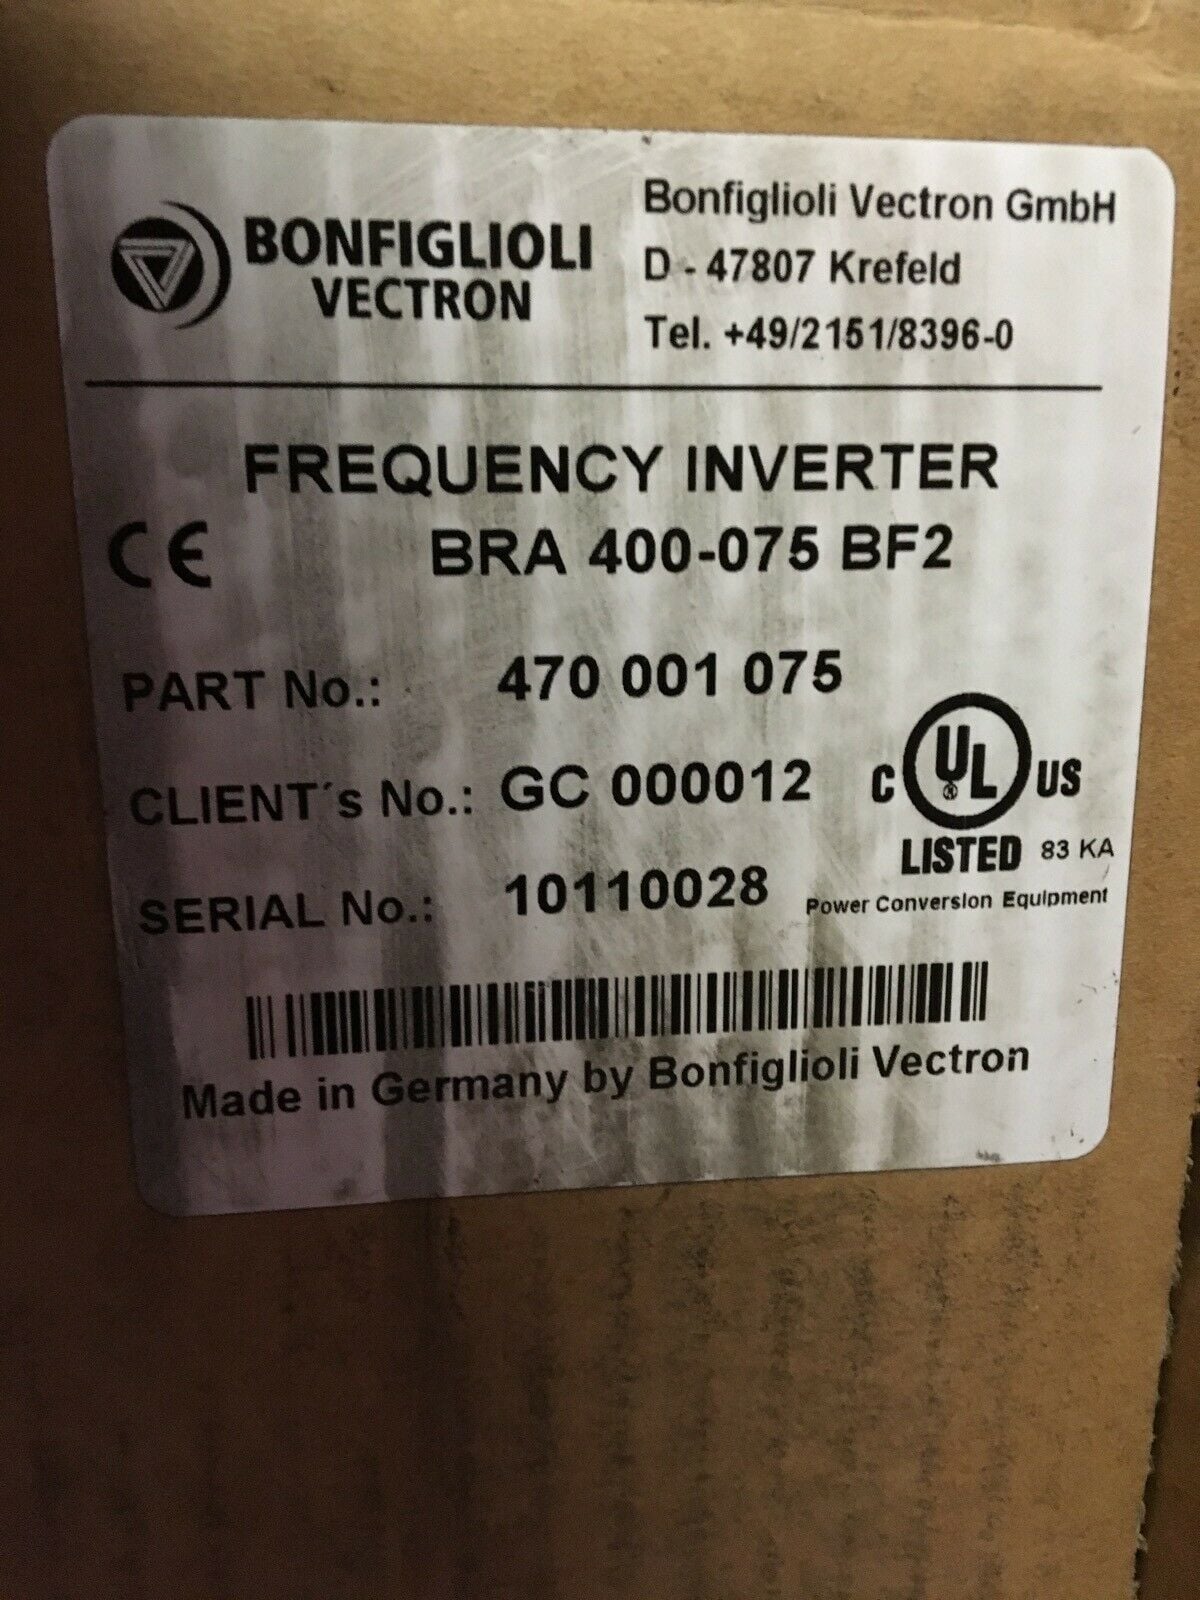 BONFIGLIOLI
VECTRON
Bonfiglioli Vectron GmbH
D - 47807 Krefeld
Tel. +49/2151/8396-0
FREQUENCY INVERTER
CE BRA 400-075 BF2
PART No.: 470 001 075
CLIENT´s No.: GC 000012
SERIAL No.: 10110028
C UL® US
LISTED 83 KA
Power Conversion Equipment
Made in Germany by Bonfiglioli Vectron